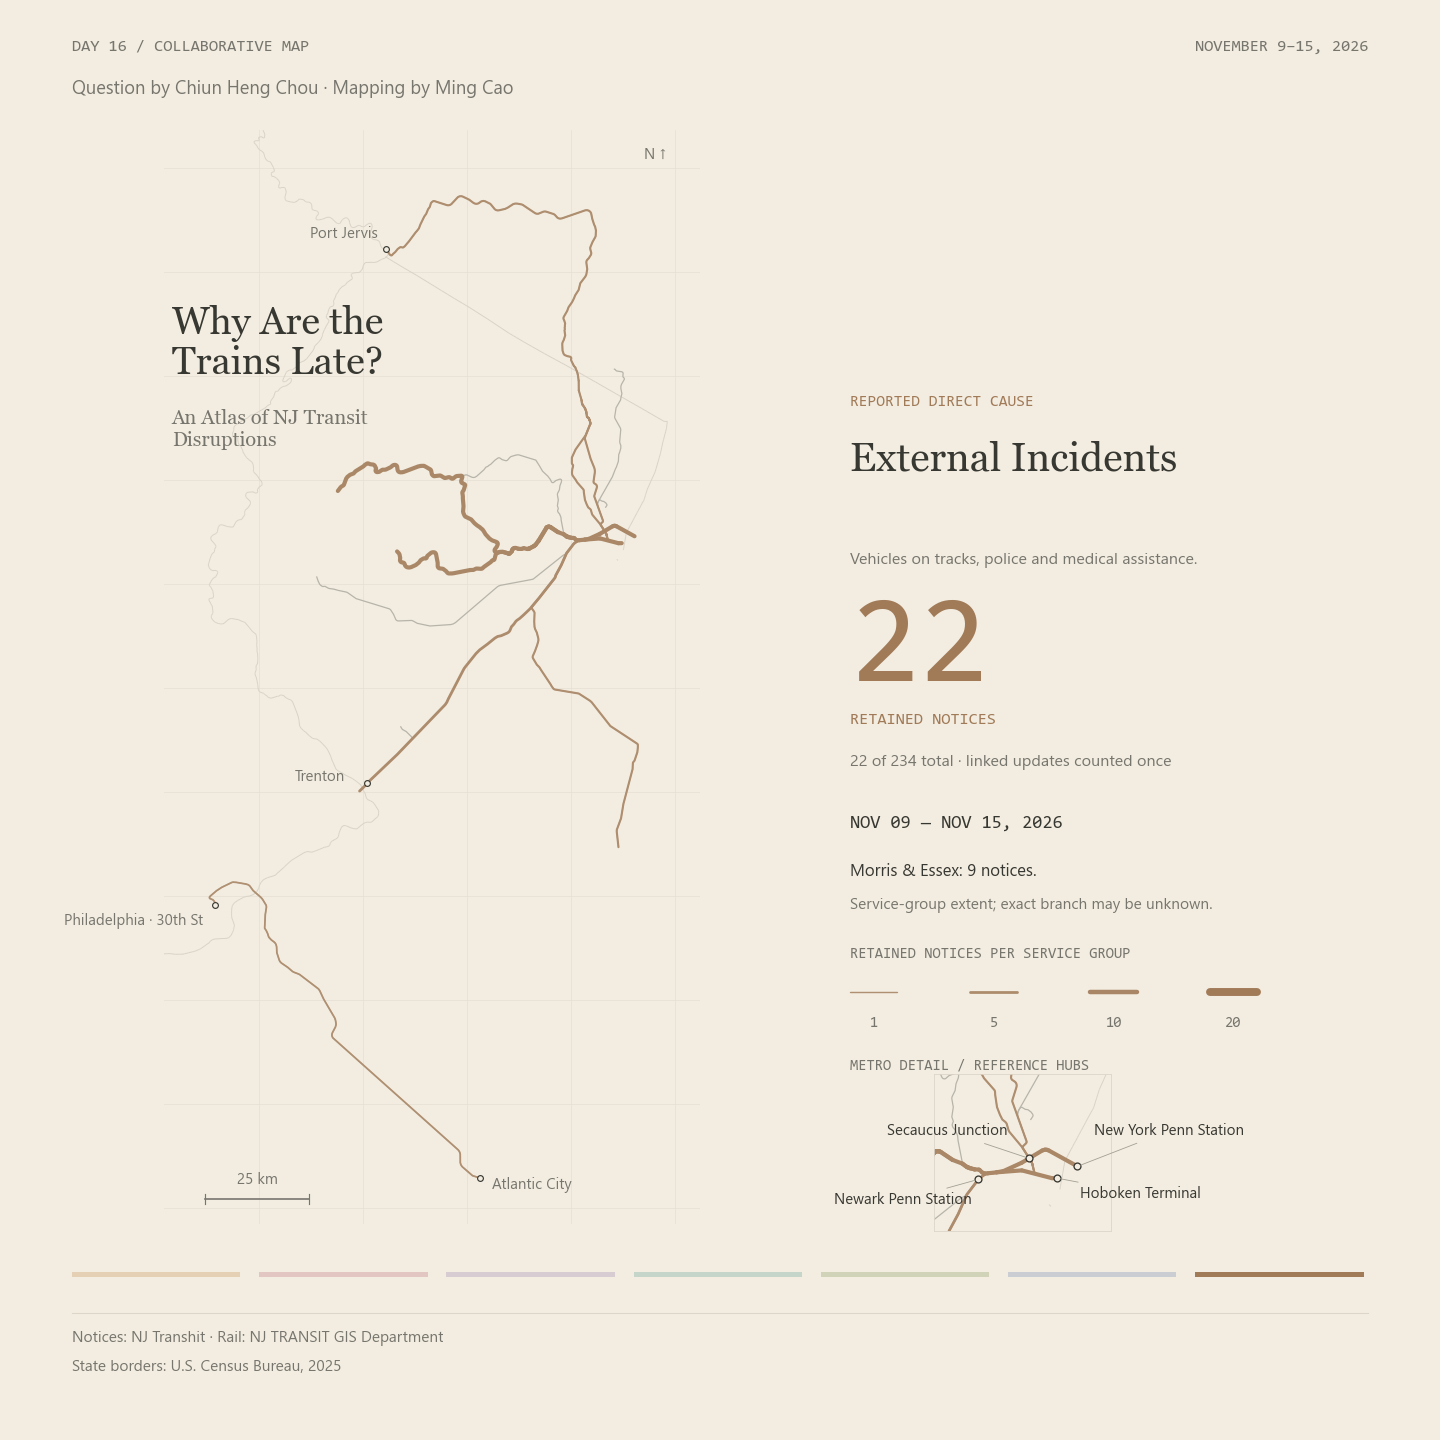 DAY 16 / COLLABORATIVE MAP
NOVEMBER 9–15, 2026
Question by Chiun Heng Chou · Mapping by Ming Cao
N ↑
Port Jervis
Why Are the
Trains Late?
An Atlas of NJ Transit
Disruptions
Trenton
Philadelphia · 30th St
25 km
Atlantic City
REPORTED DIRECT CAUSE
External Incidents
Vehicles on tracks, police and medical assistance.
22
RETAINED NOTICES
22 of 234 total · linked updates counted once
NOV 09 — NOV 15, 2026
Morris & Essex: 9 notices.
Service-group extent; exact branch may be unknown.
RETAINED NOTICES PER SERVICE GROUP
1 5 10 20
METRO DETAIL / REFERENCE HUBS
Secaucus Junction
New York Penn Station
Newark Penn Station
Hoboken Terminal
Notices: NJ Transhit · Rail: NJ TRANSIT GIS Department
State borders: U.S. Census Bureau, 2025